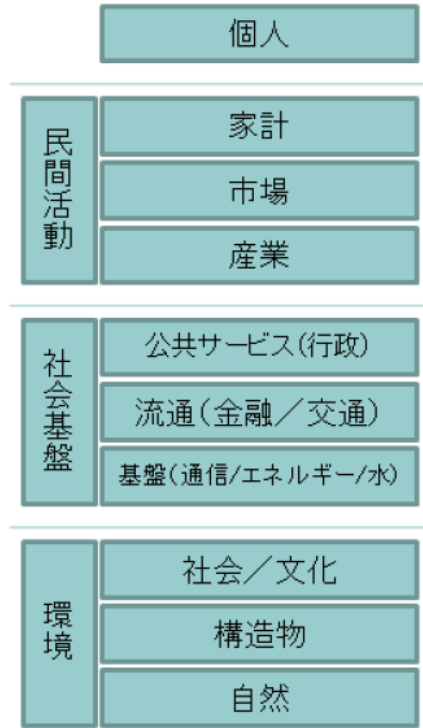 個人
民間活動
家計
市場
産業
社会基盤
公共サービス(行政)
流通(金融／交通)
基盤(通信/エネルギー/水)
環境
社会／文化
構造物
自然